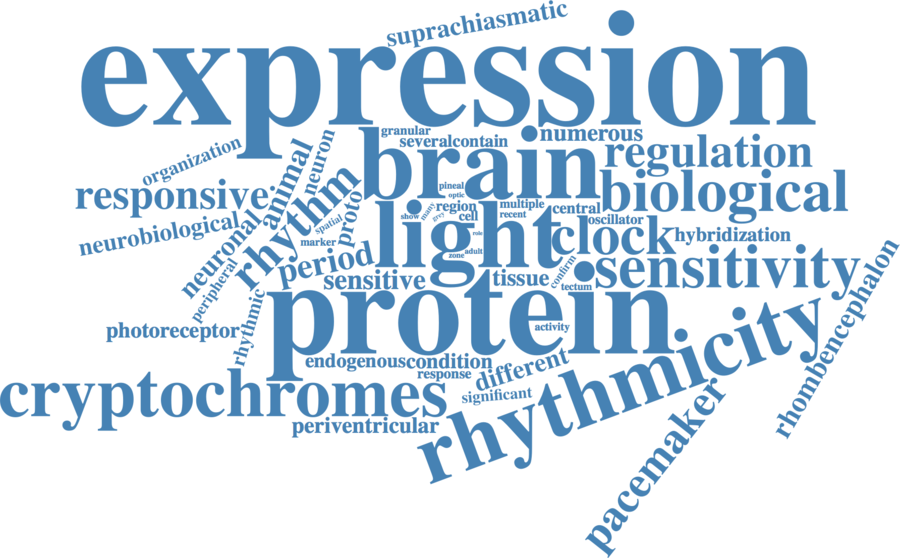 suprachiasmatic
expression
granular
numerous
severalcontain
brain
regulation
organization
animal
neuron
responsive
rhythm
proto
pineal
optic
biological
neurobiological
neuronal
spatial
marker
show
many
grey
region
cell
multiple
recent
central
oscillator
light
role
adult
zone
clock
hybridization
peripheral
period
sensitive
tissue
confirm
tectum
sensitivity
rhombencephalon
photoreceptor
rhythmic
protein
activity
endogenouscondition
response
different
significant
rhythmicity
cryptochromes
periventricular
pacemaker